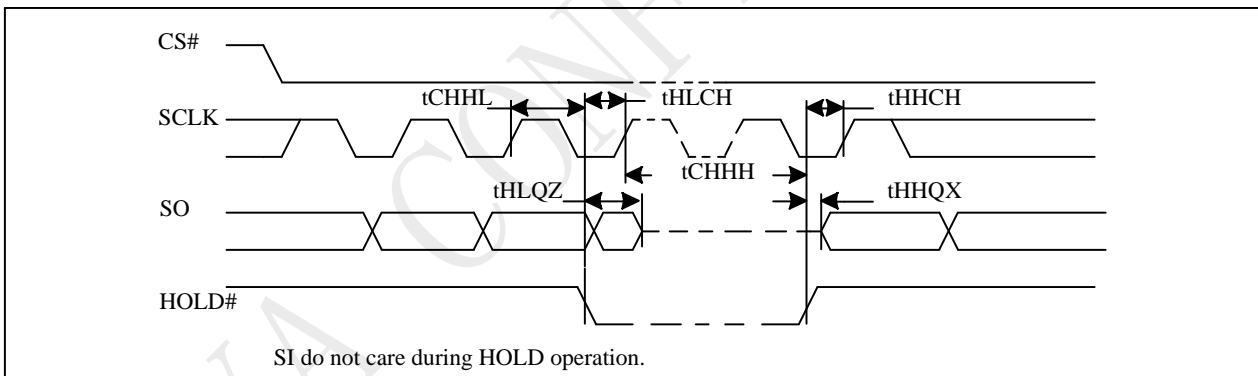 CS#
tCHHL
tHLCH
tHHCH
SCLK
tCHHH
tHLQZ
tHHQX
SO
HOLD#
SI do not care during HOLD operation.